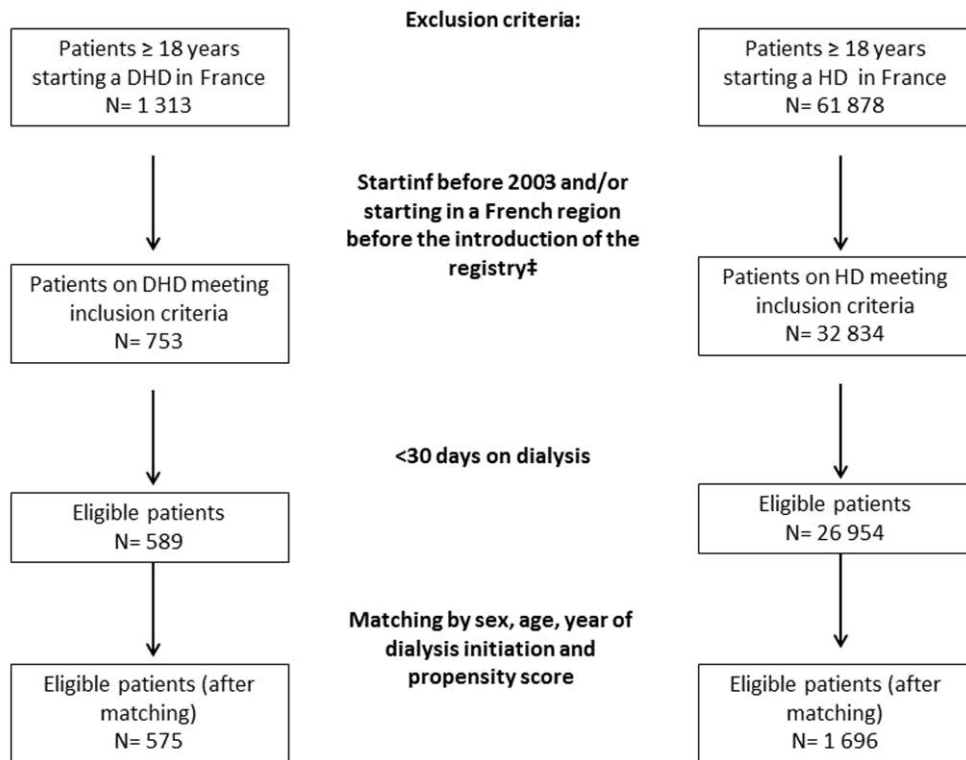 Exclusion criteria:
Patients ≥ 18 years
starting a DHD in France
N= 1 313
Patients ≥ 18 years
starting a HD in France
N= 61 878
Startinf before 2003 and/or
starting in a French region
before the introduction of the
registry‡
Patients on DHD meeting
inclusion criteria
N= 753
Patients on HD meeting
inclusion criteria
N= 32 834
<30 days on dialysis
Eligible patients
N= 589
Eligible patients
N= 26 954
Matching by sex, age, year of
dialysis initiation and
propensity score
Eligible patients (after
matching)
N= 575
Eligible patients (after
matching)
N= 1 696